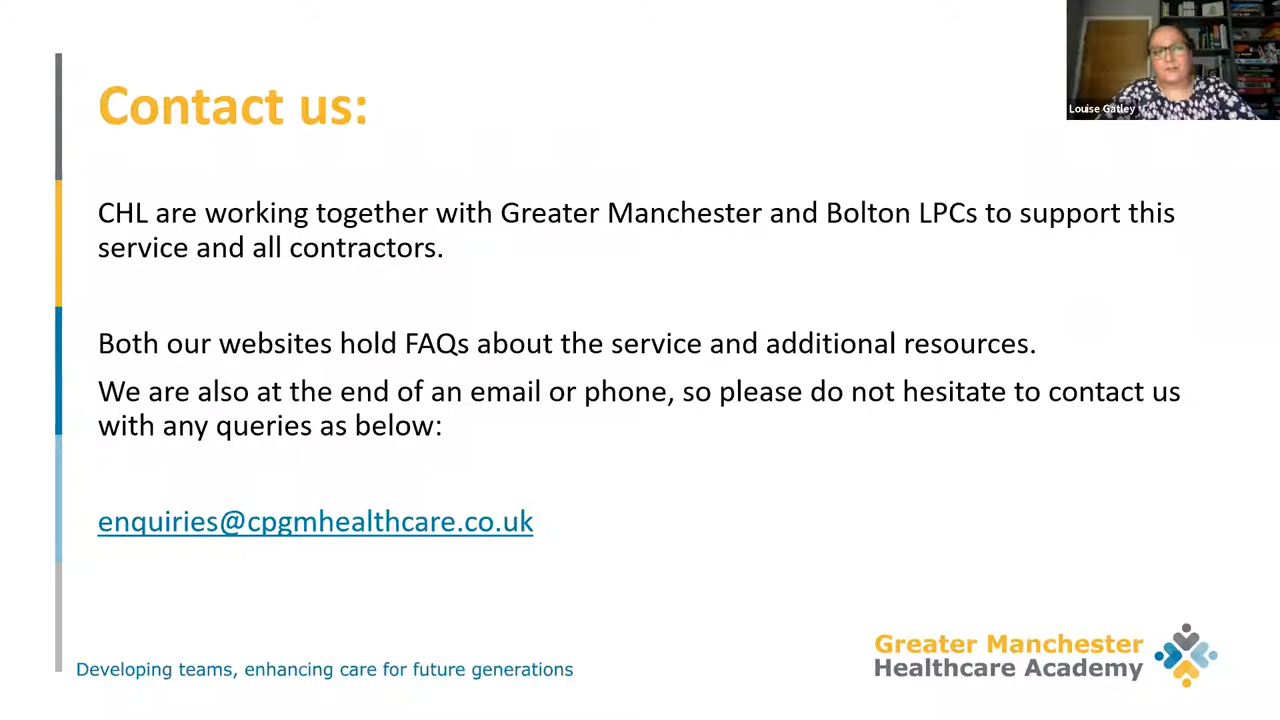 Contact us:
Louise Gatley
CHL are working together with Greater Manchester and Bolton LPCs to support this
service and all contractors.
Both our websites hold FAQs about the service and additional resources.
We are also at the end of an email or phone, so please do not hesitate to contact us
with any queries as below:
enquiries@cpgmhealthcare.co.uk
Developing teams, enhancing care for future generations
Greater Manchester
Healthcare Academy